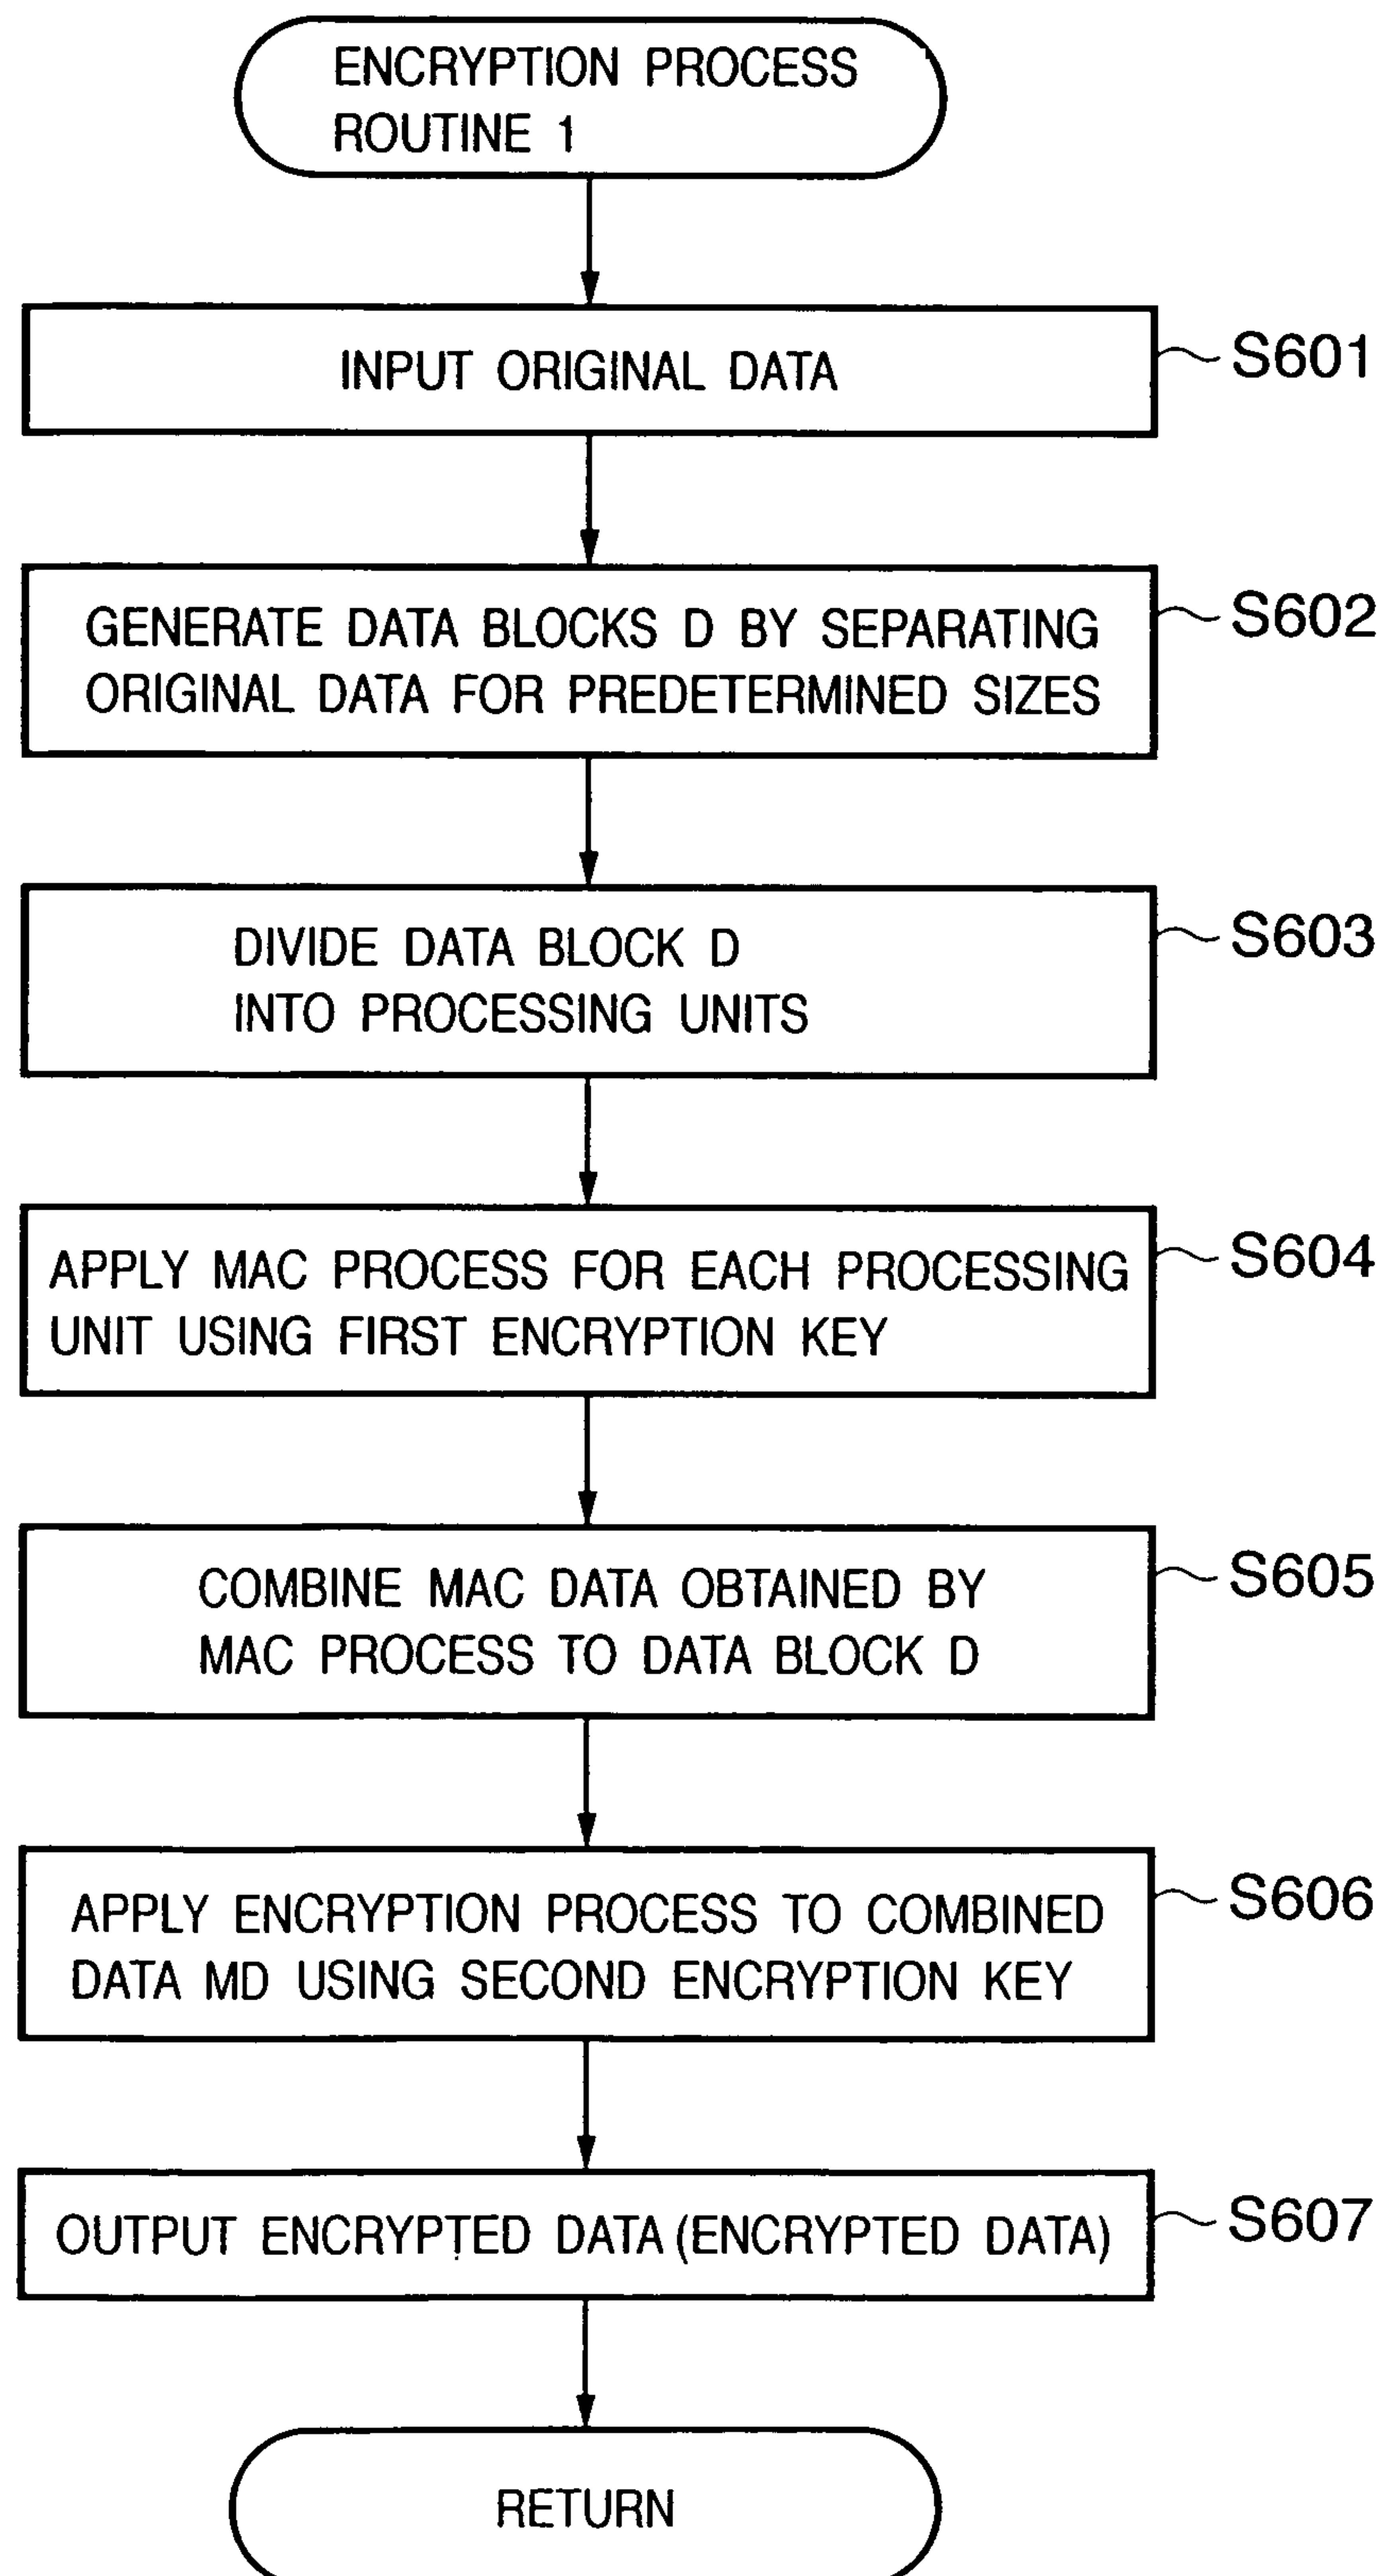 ENCRYPTION PROCESS
ROUTINE 1
INPUT ORIGINAL DATA
S601
GENERATE DATA BLOCKS D BY SEPARATING
ORIGINAL DATA FOR PREDETERMINED SIZES
S602
DIVIDE DATA BLOCK D
INTO PROCESSING UNITS
S603
APPLY MAC PROCESS FOR EACH PROCESSING
UNIT USING FIRST ENCRYPTION KEY
S604
COMBINE MAC DATA OBTAINED BY
MAC PROCESS TO DATA BLOCK D
S605
APPLY ENCRYPTION PROCESS TO COMBINED
DATA MD USING SECOND ENCRYPTION KEY
S606
OUTPUT ENCRYPTED DATA (ENCRYPTED DATA)
S607
RETURN